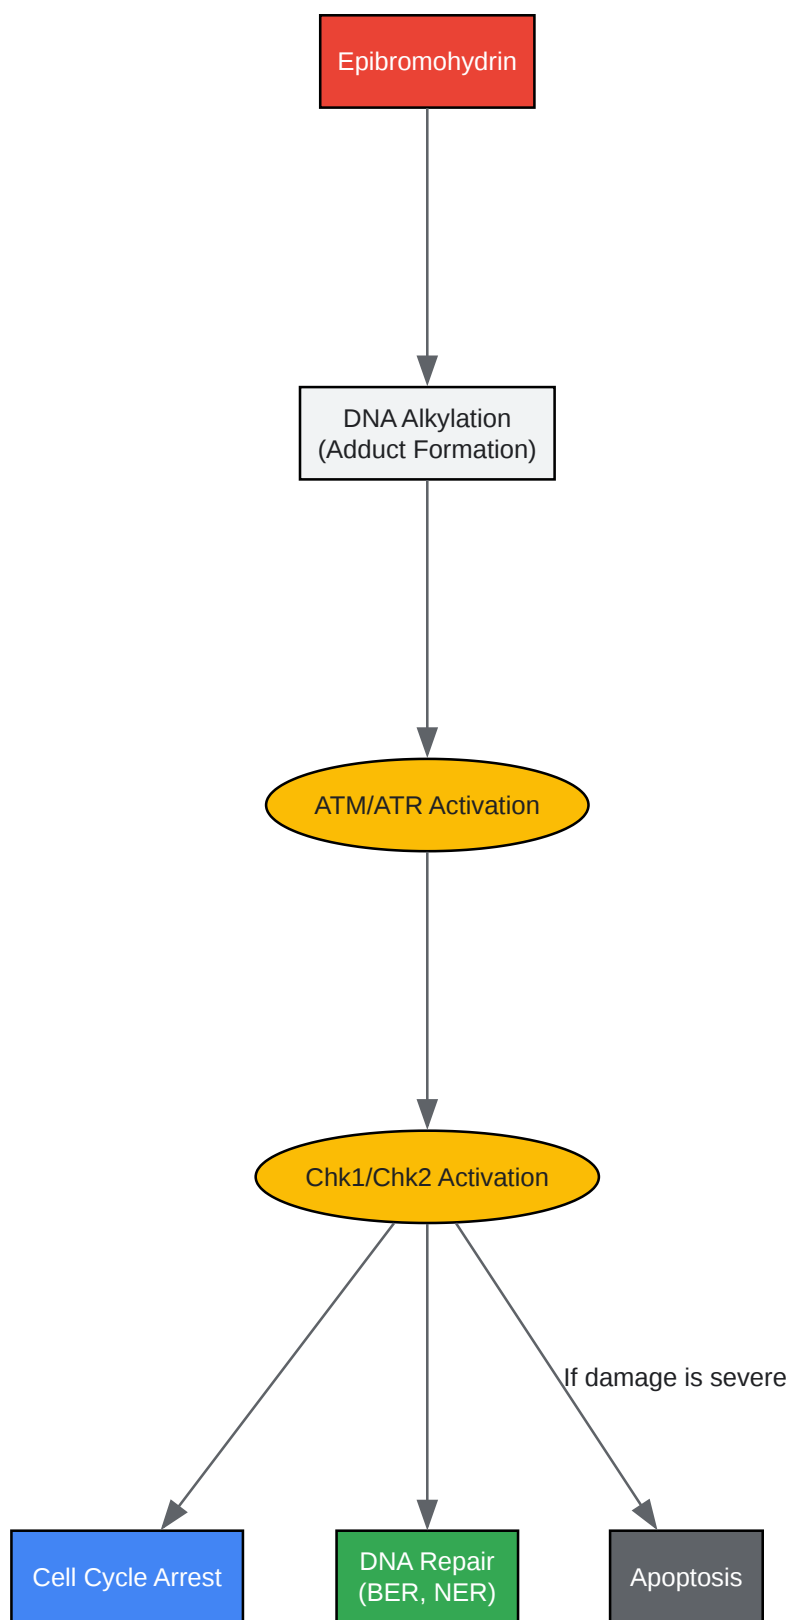 Epibromohydrin
DNA Alkylation
(Adduct Formation)
ATM/ATR Activation
Chk1/Chk2 Activation
If damage is severe
Cell Cycle Arrest
DNA Repair
(BER, NER)
Apoptosis